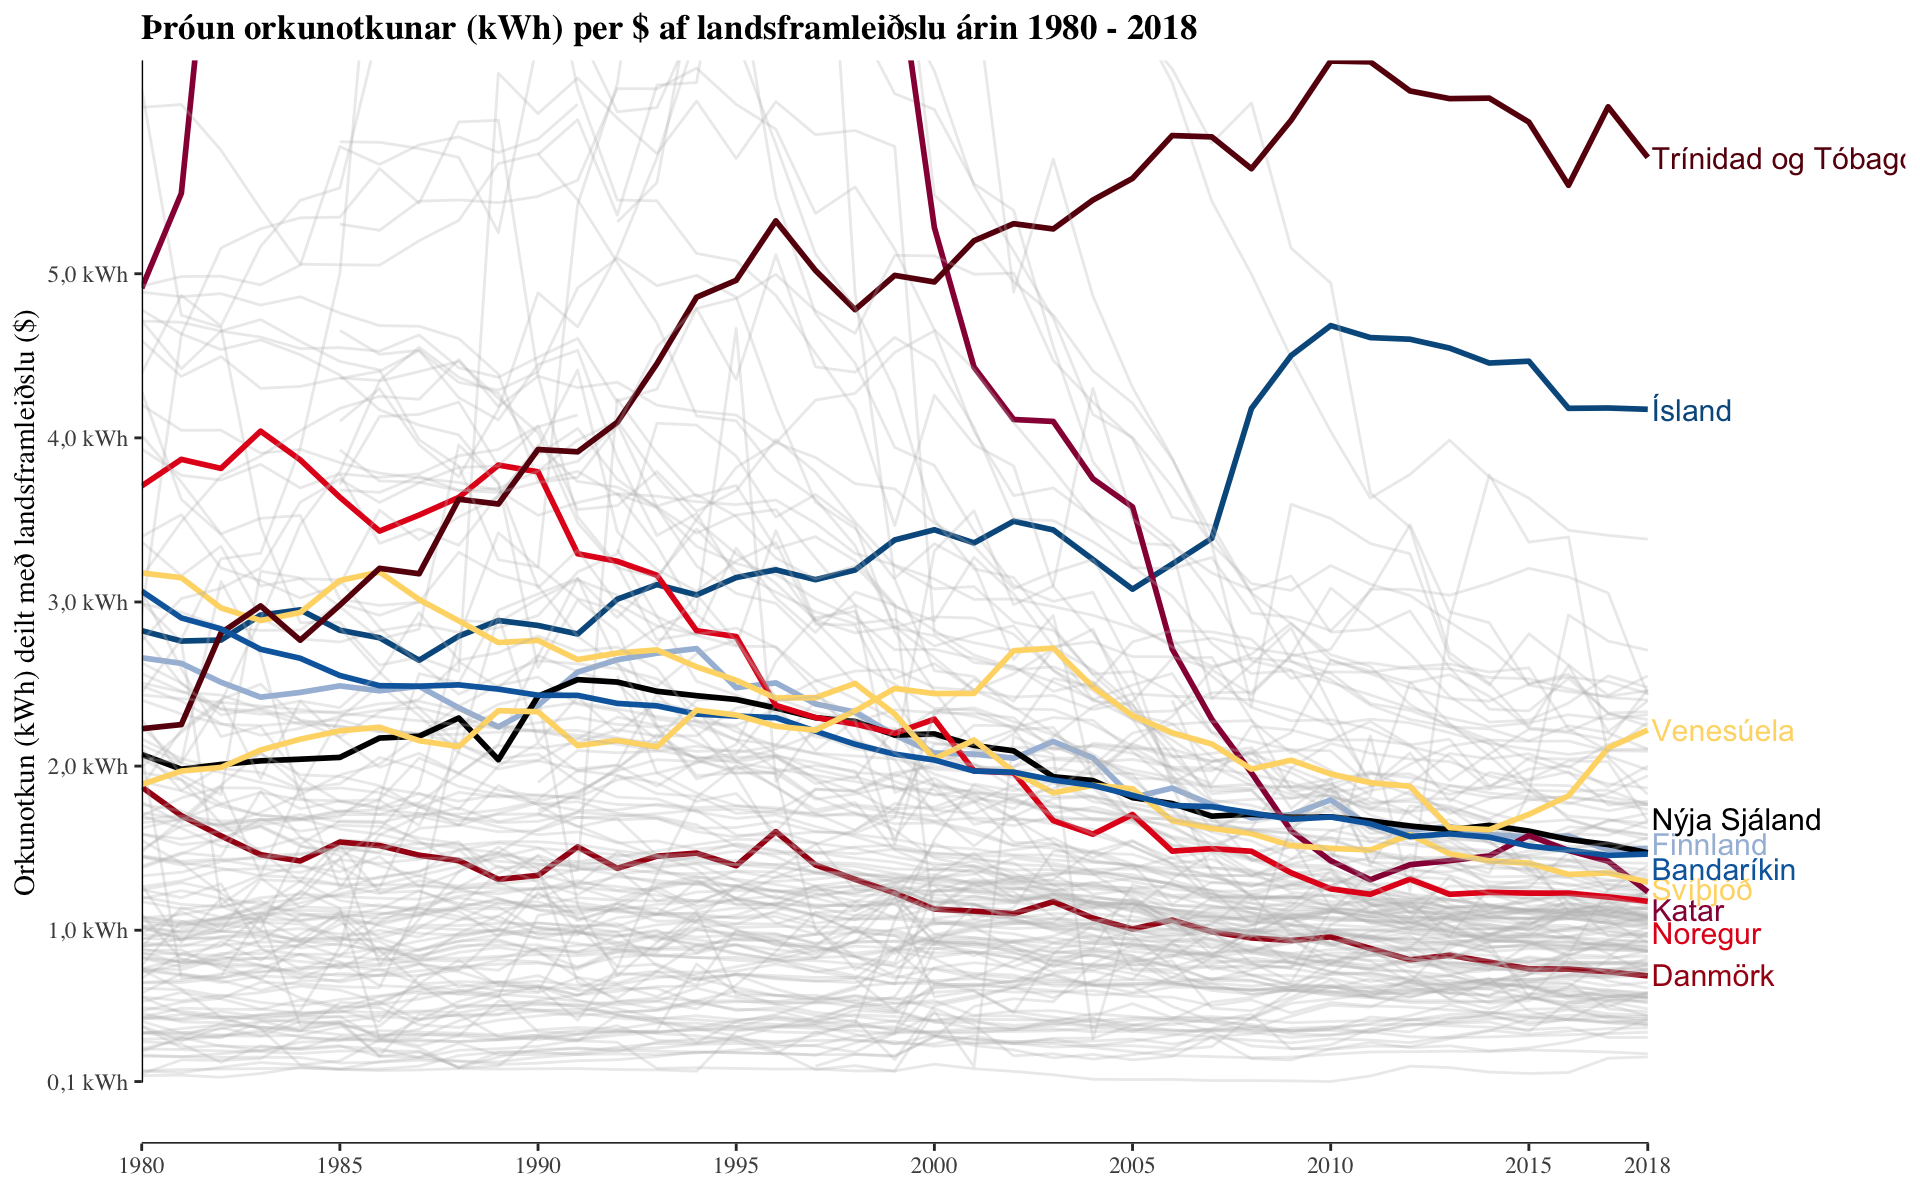 Þróun orkunotkunar (kWh) per $ af landsframleiðslu árin 1980 - 2018
Orkunotkun (kWh) deilt með landsframleiðslu ($)
5,0 kWh
4,0 kWh
3,0 kWh
2,0 kWh
1,0 kWh
0,1 kWh
Trínidad og Tóbago
Ísland
Venesúela
Nýja Sjáland
Finnland
Bandaríkin
Svíþjóð
Katar
Noregur
Danmörk
1980 1985 1990 1995 2000 2005 2010 2015 2018